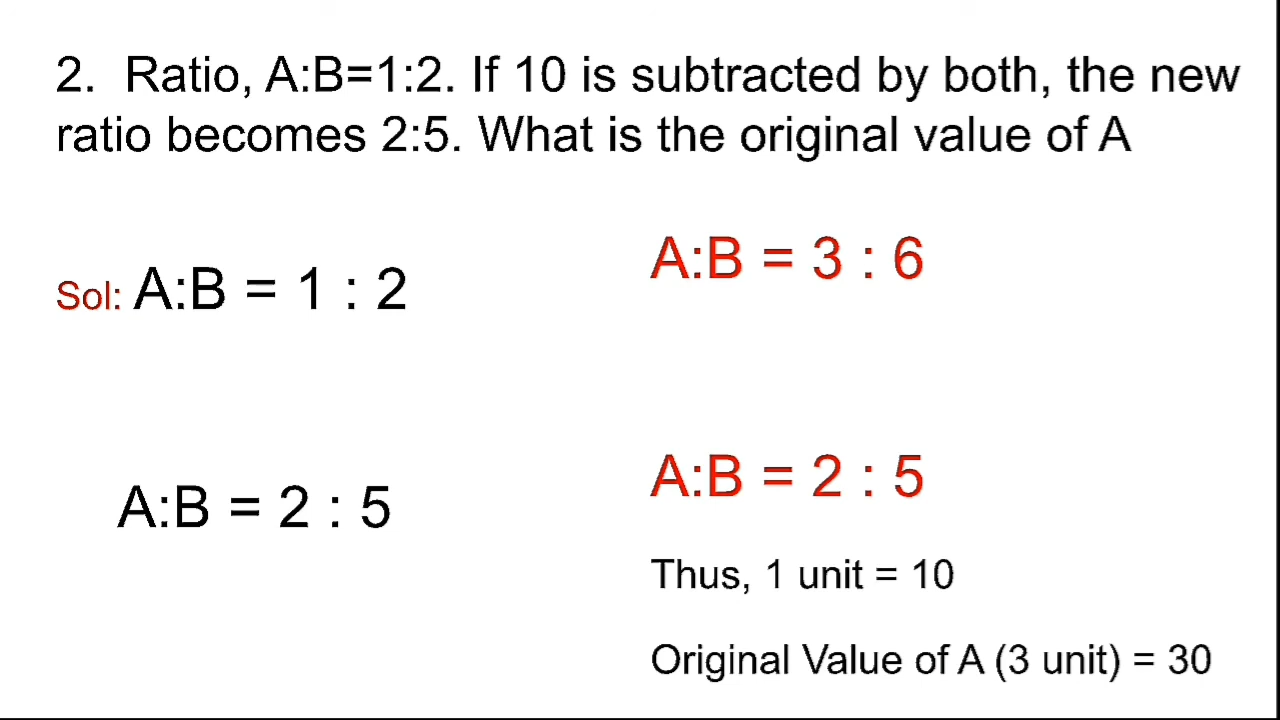 2. Ratio, A:B=1:2. If 10 is subtracted by both, the new
ratio becomes 2:5. What is the original value of A
Sol: A:B = 1 : 2
A:B = 3 : 6
A:B = 2 : 5
A:B = 2 : 5
Thus, 1 unit = 10
Original Value of A (3 unit) = 30